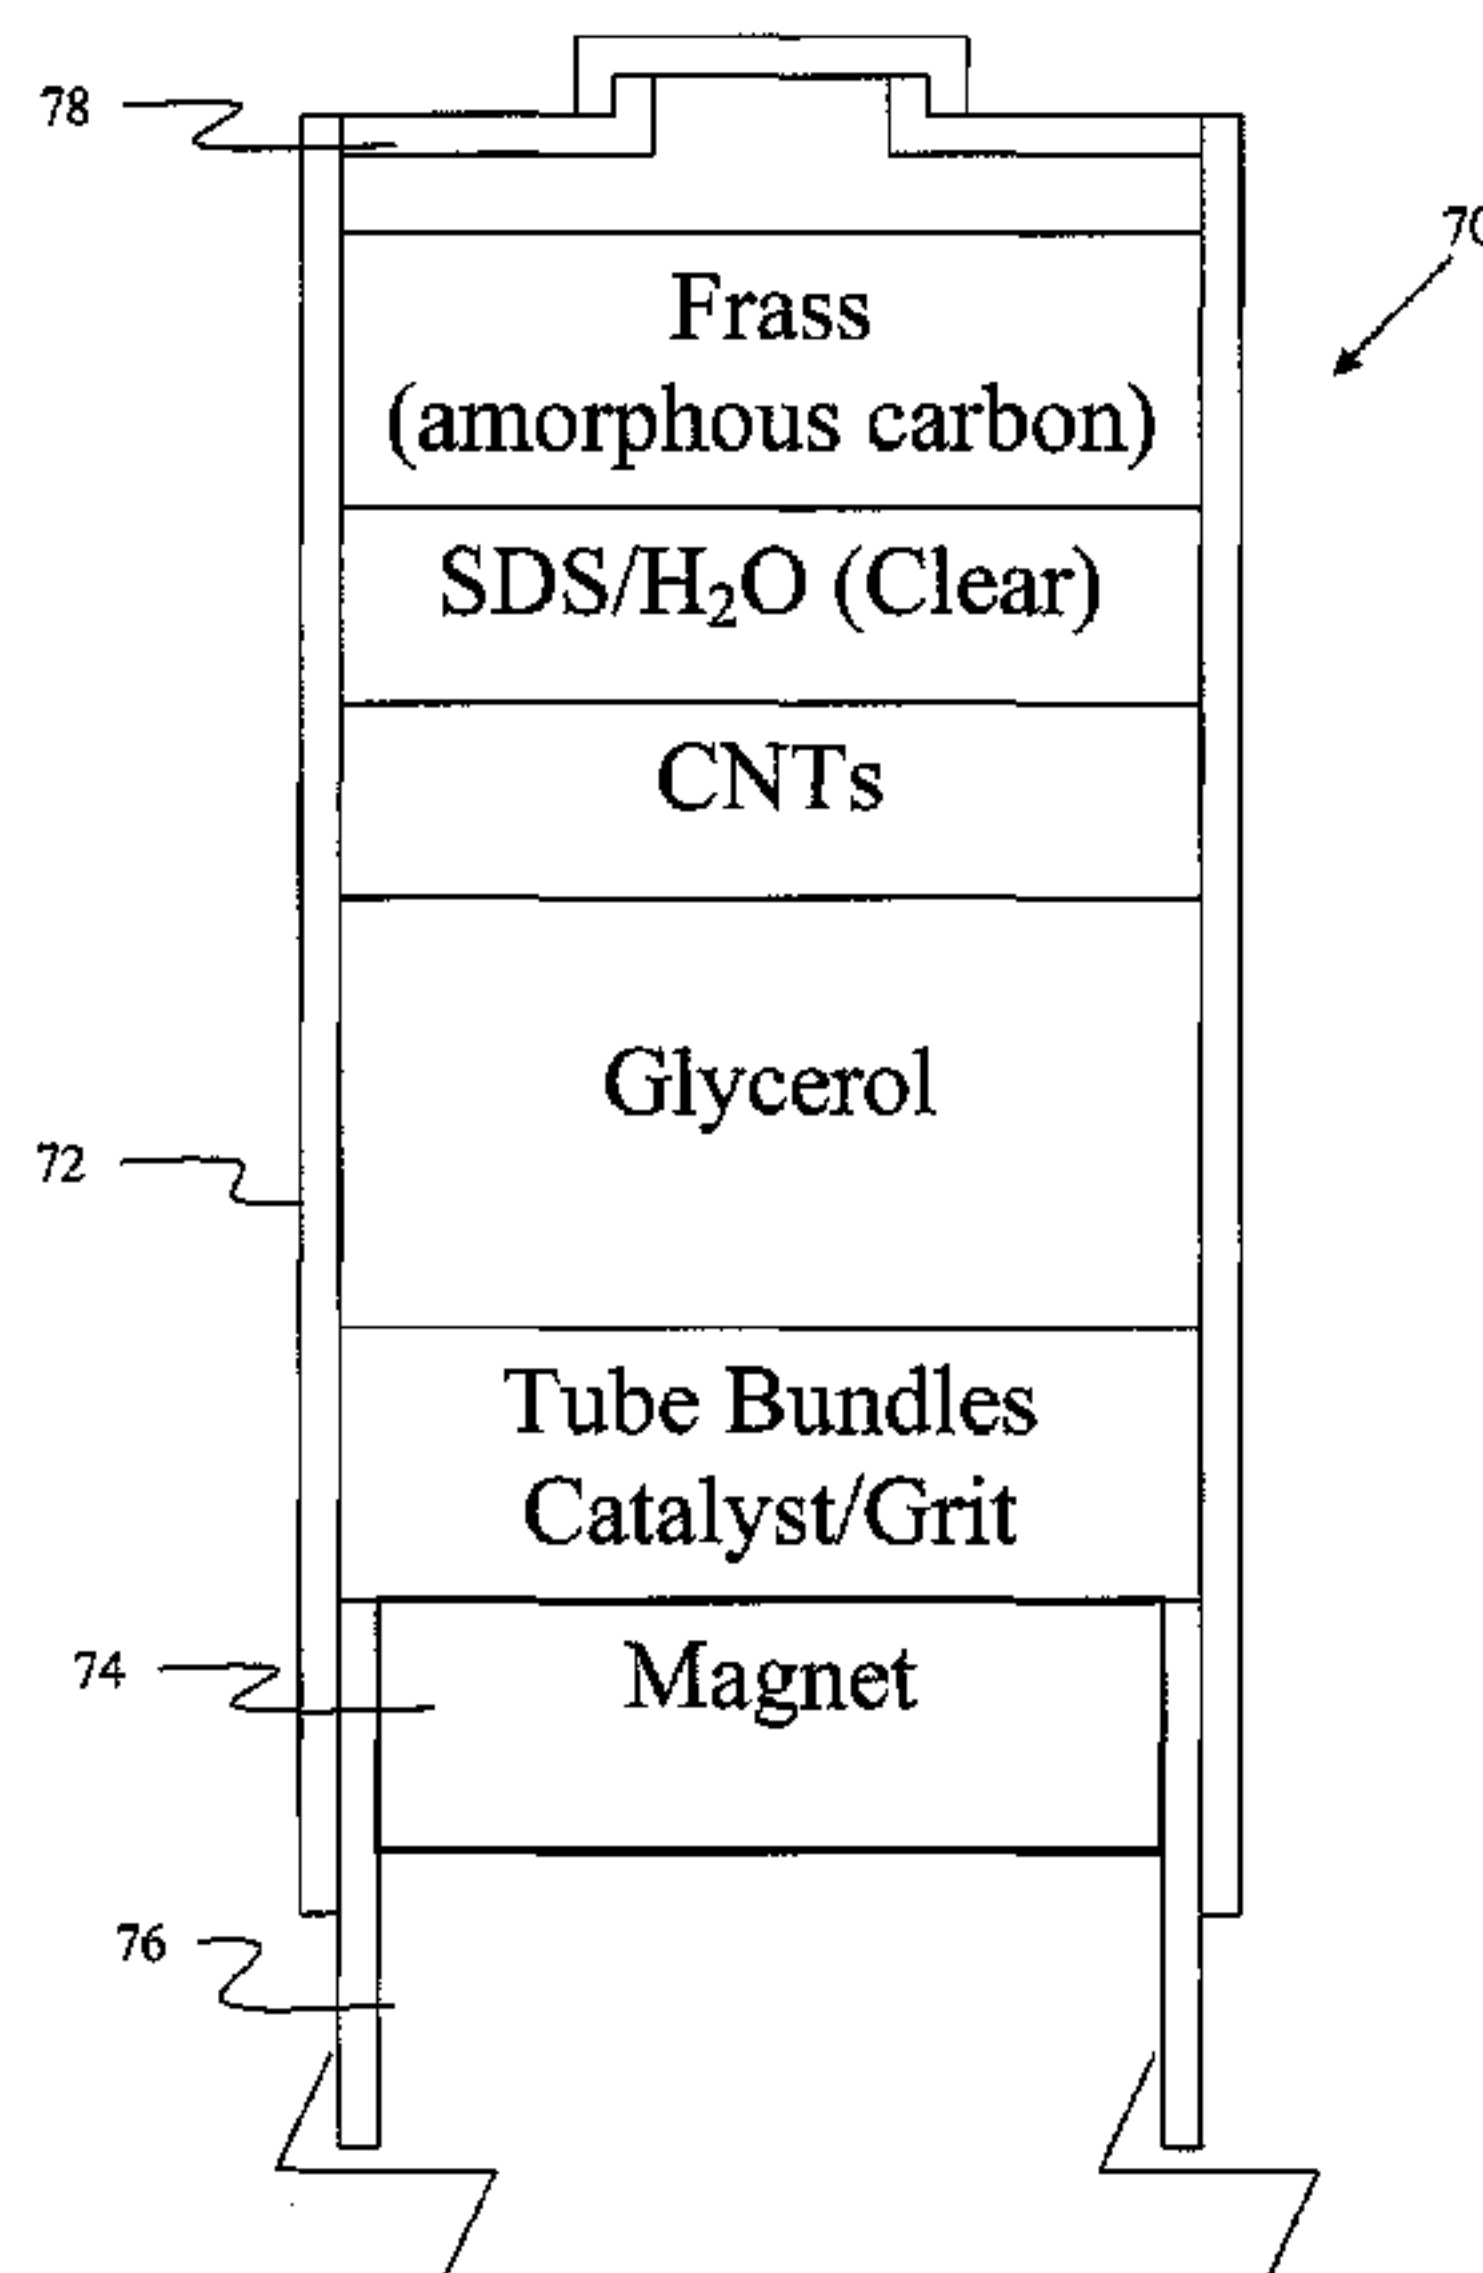 78
70
Frass
(amorphous carbon)
SDS/H₂O (Clear)
CNTs
Glycerol
72
Tube Bundles
Catalyst/Grit
74
Magnet
76